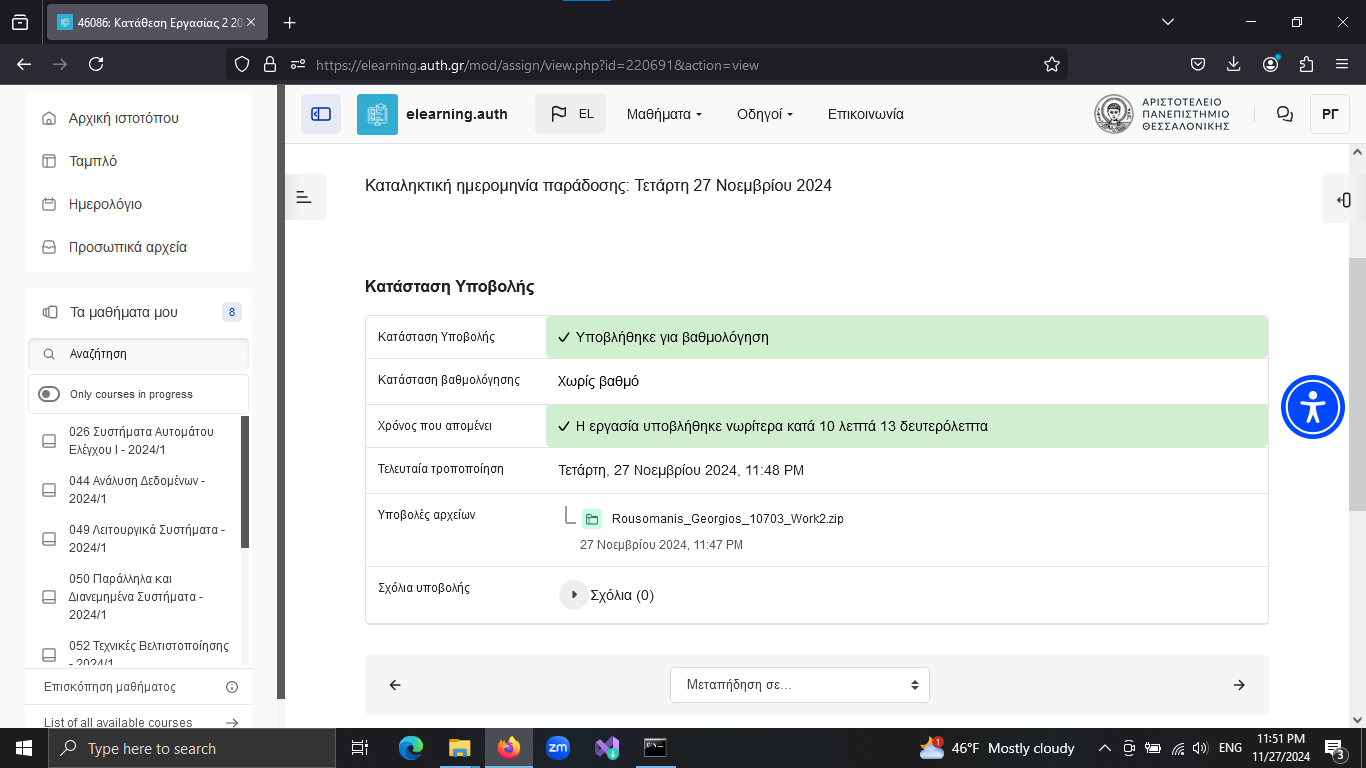 46086: Κατάθεση Εργασίας 2 20
https://elearning.auth.gr/mod/assign/view.php?id=220691&action=view
Αρχική ιστοτόπου
Ταμπλό
Ημερολόγιο
Προσωπικά αρχεία
Τα μαθήματα μου 8
Αναζήτηση
Only courses in progress
026 Συστήματα Αυτομάτου
Ελέγχου Ι - 2024/1
044 Ανάλυση Δεδομένων -
2024/1
049 Λειτουργικά Συστήματα -
2024/1
050 Παράλληλα και
Διανεμημένα Συστήματα -
2024/1
052 Τεχνικές Βελτιστοποίησης
- 2024/1
Επισκόπηση μαθήματος
List of all available courses
elearning.auth EL Μαθήματα Οδηγοί Επικοινωνία
ΑΡΙΣΤΟΤΕΛΕΙΟ
ΠΑΝΕΠΙΣΤΗΜΙΟ
ΘΕΣΣΑΛΟΝΙΚΗΣ
ΡΓ
Καταληκτική ημερομηνία παράδοσης: Τετάρτη 27 Νοεμβρίου 2024
Κατάσταση Υποβολής
Κατάσταση Υποβολής Υποβλήθηκε για βαθμολόγηση
Κατάσταση βαθμολόγησης Χωρίς βαθμό
Χρόνος που απομένει Η εργασία υποβλήθηκε νωρίτερα κατά 10 λεπτά 13 δευτερόλεπτα
Τελευταία τροποποίηση Τετάρτη, 27 Νοεμβρίου 2024, 11:48 PM
Υποβολές αρχείων Rousomanis_Georgios_10703_Work2.zip
27 Νοεμβρίου 2024, 11:47 PM
Σχόλια υποβολής Σχόλια (0)
Μεταπήδηση σε...
Type here to search
zm
1
46°F Mostly cloudy
ENG
11:51 PM
11/27/2024
3